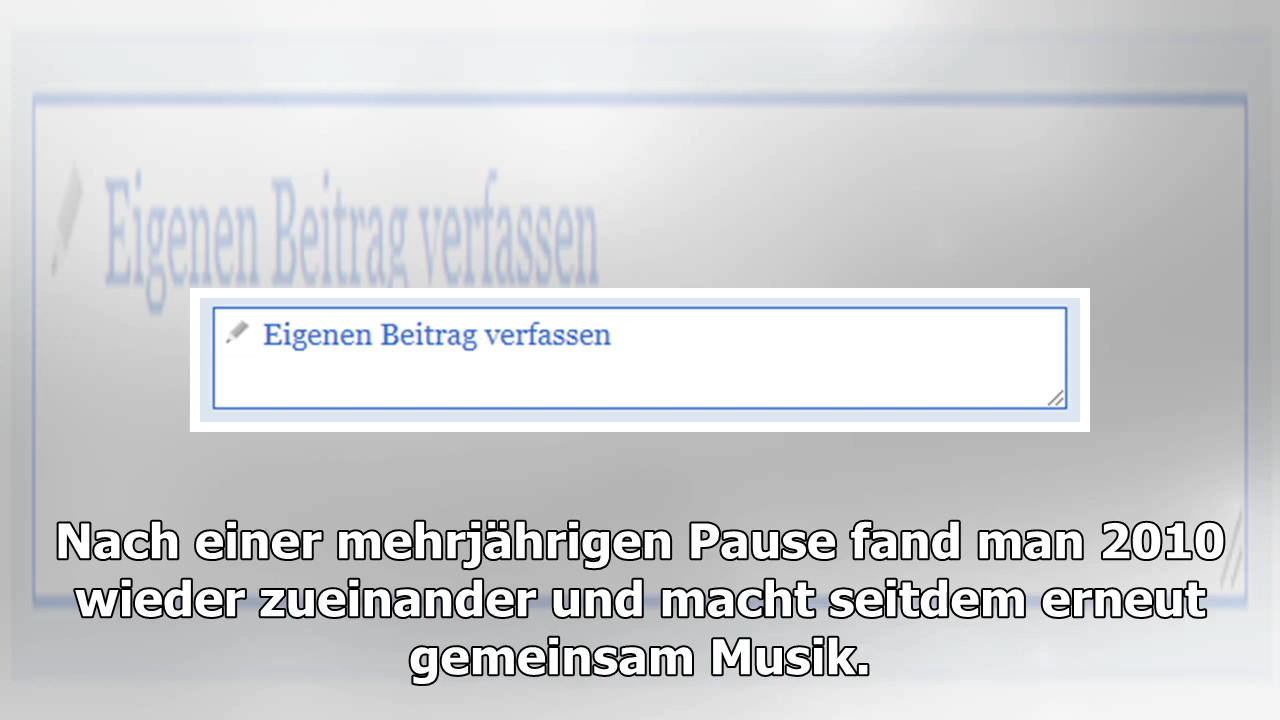 Eigenen Beitrag verfassen
Eigenen Beitrag verfassen
Nach einer mehrjährigen Pause fand man 2010
wieder zueinander und macht seitdem erneut
gemeinsam Musik.